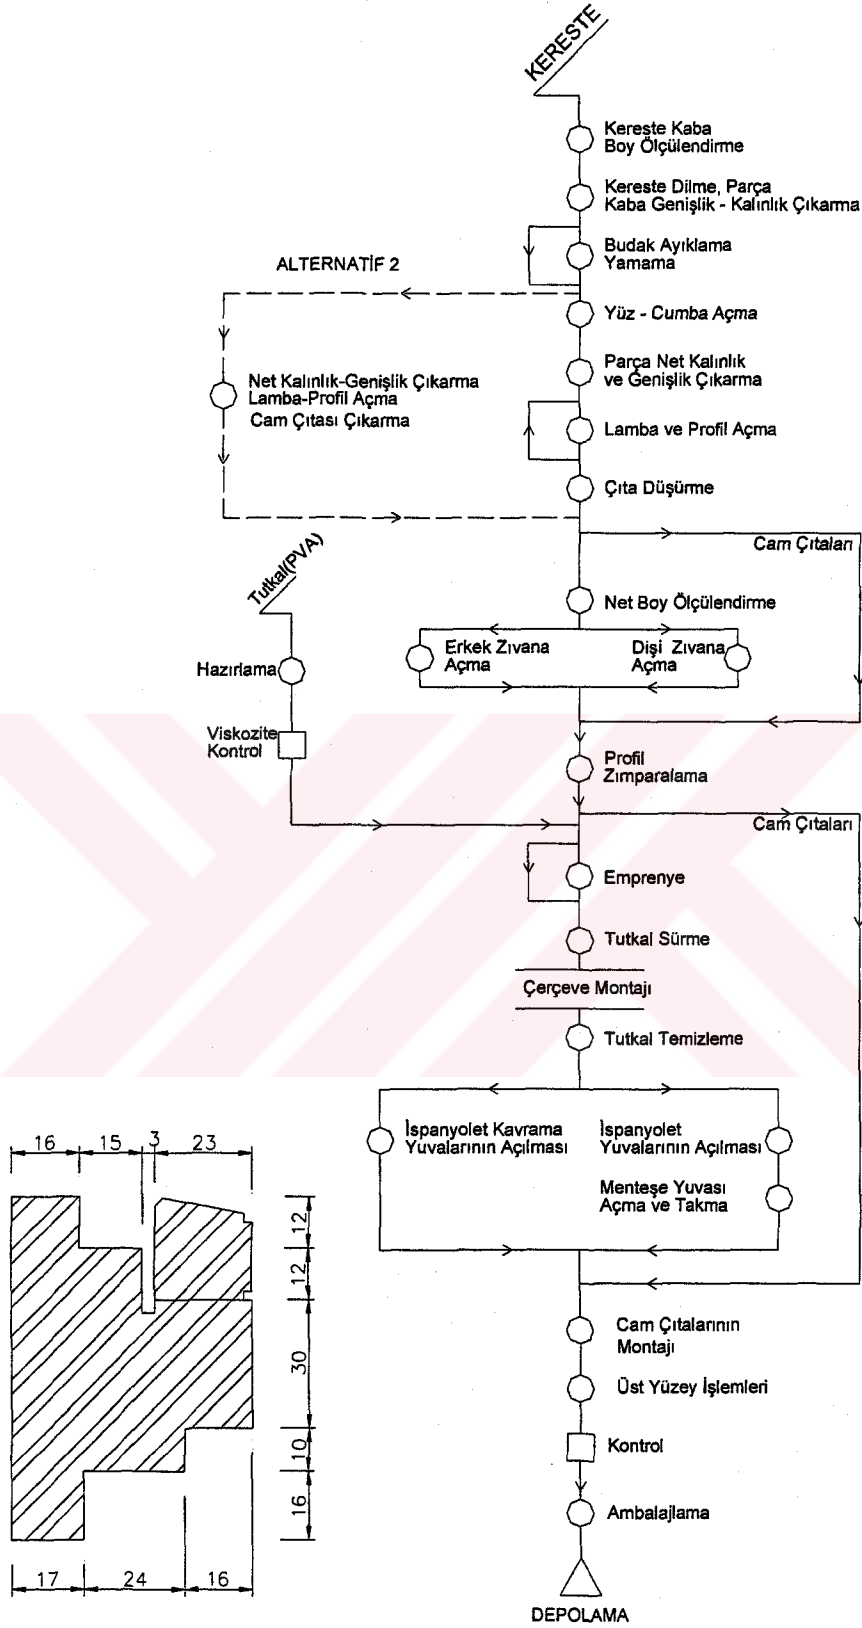 KERESTE
Kereste Kaba
Boy Ölçülendirme
Kereste Dilme, Parça
Kaba Genişlik - Kalınlık Çıkarma
Budak Ayıklama
Yamama
ALTERNATİF 2
Yüz - Cumba Açma
Parça Net Kalınlık
ve Genişlik Çıkarma
Net Kalınlık-Genişlik Çıkarma
Lamba-Profil Açma
Cam Çıtası Çıkarma
Lamba ve Profil Açma
Çıta Düşürme
Cam Çıtaları
Tutkal(PVA)
Net Boy Ölçülendirme
Erkek Zıvana
Açma
Dişi Zıvana
Açma
Hazırlama
Viskozite
Kontrol
Profil
Zımparalama
Cam Çıtaları
Emprenye
Tutkal Sürme
Çerçeve Montajı
Tutkal Temizleme
İspanyolet Kavrama
Yuvalarının Açılması
İspanyolet
Yuvalarının Açılması
Menteşe Yuvası
Açma ve Takma
Cam Çıtalarının
Montajı
Üst Yüzey İşlemleri
Kontrol
Ambalajlama
DEPOLAMA
16 15 3 23
12
12
30
10
16
17 24 16